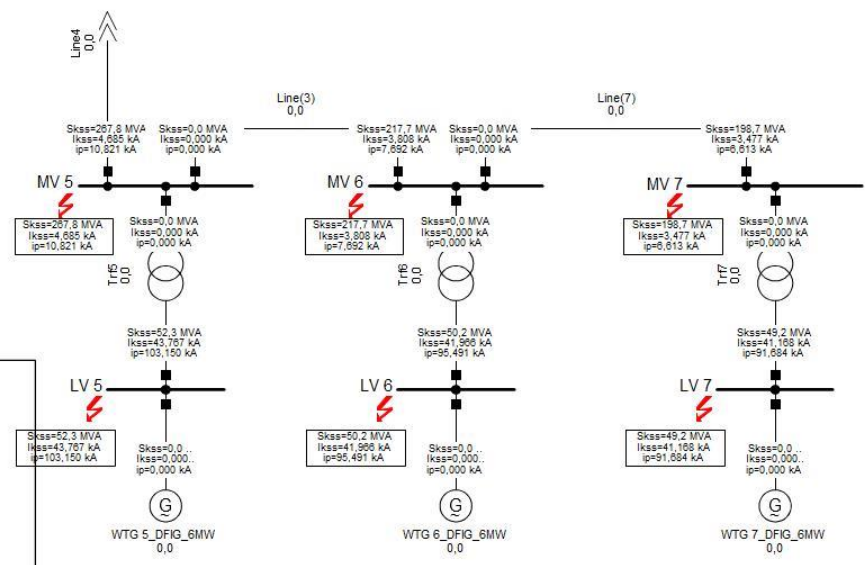 Line4
0,0
Line(3)
0,0
Line(7)
0,0
Skss=267,8 MVA
Ikss=4,685 kA
ip=10,821 kA
Skss=0,0 MVA
Ikss=0,000 kA
ip=0,000 kA
Skss=217,7 MVA
Ikss=3,808 kA
ip=7,692 kA
Skss=0,0 MVA
Ikss=0,000 kA
ip=0,000 kA
Skss=198,7 MVA
Ikss=3,477 kA
ip=6,613 kA
MV 5
MV 6
MV 7
Skss=267,8 MVA
Ikss=4,685 kA
ip=10,821 kA
Skss=0,0 MVA
Ikss=0,000 kA
ip=0,000 kA
Skss=217,7 MVA
Ikss=3,808 kA
ip=7,692 kA
Skss=0,0 MVA
Ikss=0,000 kA
ip=0,000 kA
Skss=198,7 MVA
Ikss=3,477 kA
ip=6,613 kA
Skss=0,0 MVA
Ikss=0,000 kA
ip=0,000 kA
Trf5
0,0
Trf6
0,0
Trf7
0,0
Skss=52,3 MVA
Ikss=43,767 kA
ip=103,150 kA
Skss=50,2 MVA
Ikss=41,966 kA
ip=95,491 kA
Skss=49,2 MVA
Ikss=41,168 kA
ip=91,684 kA
LV 5
LV 6
LV 7
Skss=52,3 MVA
Ikss=43,767 kA
ip=103,150 kA
Skss=0,0 ..
Ikss=0,000..
ip=0,000 kA
Skss=50,2 MVA
Ikss=41,966 kA
ip=95,491 kA
Skss=0,0 ..
Ikss=0,000..
ip=0,000 kA
Skss=49,2 MVA
Ikss=41,168 kA
ip=91,684 kA
Skss=0,0 ..
Ikss=0,000..
ip=0,000 kA
G
~
G
~
G
~
WTG 5_DFIG_6MW
0,0
WTG 6_DFIG_6MW
0,0
WTG 7_DFIG_6MW
0,0